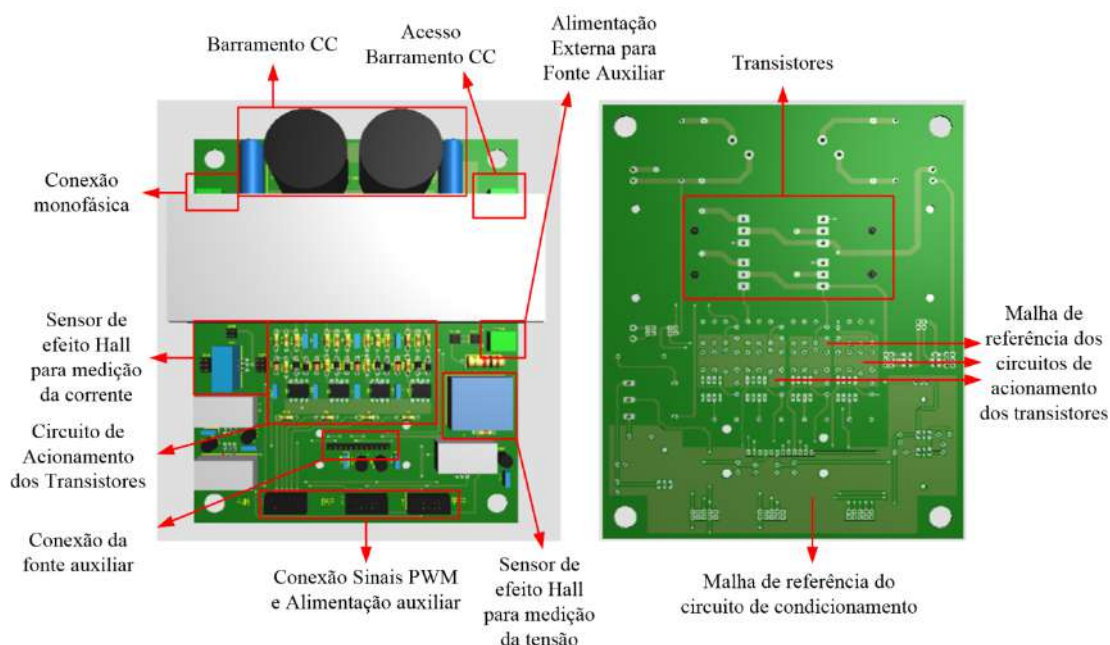 Barramento CC
Acesso
Barramento CC
Alimentação
Externa para
Fonte Auxiliar
Transistores
Conexão
monofásica
Sensor de
efeito Hall
para medição
da corrente
Circuito de
Acionamento
dos Transistores
Conexão da
fonte auxiliar
Conexão Sinais PWM
e Alimentação auxiliar
Sensor de
efeito Hall
para medição
da tensão
Malha de
referência dos
circuitos de
acionamento
dos transistores
Malha de referência do
circuito de condicionamento